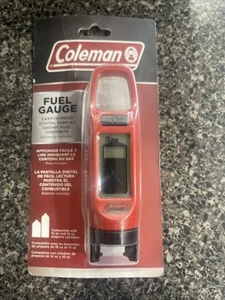 Coleman
FUEL
GAUGE
EASY-TO-READ
DIGITAL DISPLAY
SHOWS FUEL
CONTENTS
AFFICHAGE FACILE À
LIRE INDIQUANT LE
CONTENU DU GAZ
LA PANTALLA DIGITAL
DE FÁCIL LECTURA
MUESTRA EL
CONTENIDO DEL
COMBUSTIBLE
Coleman